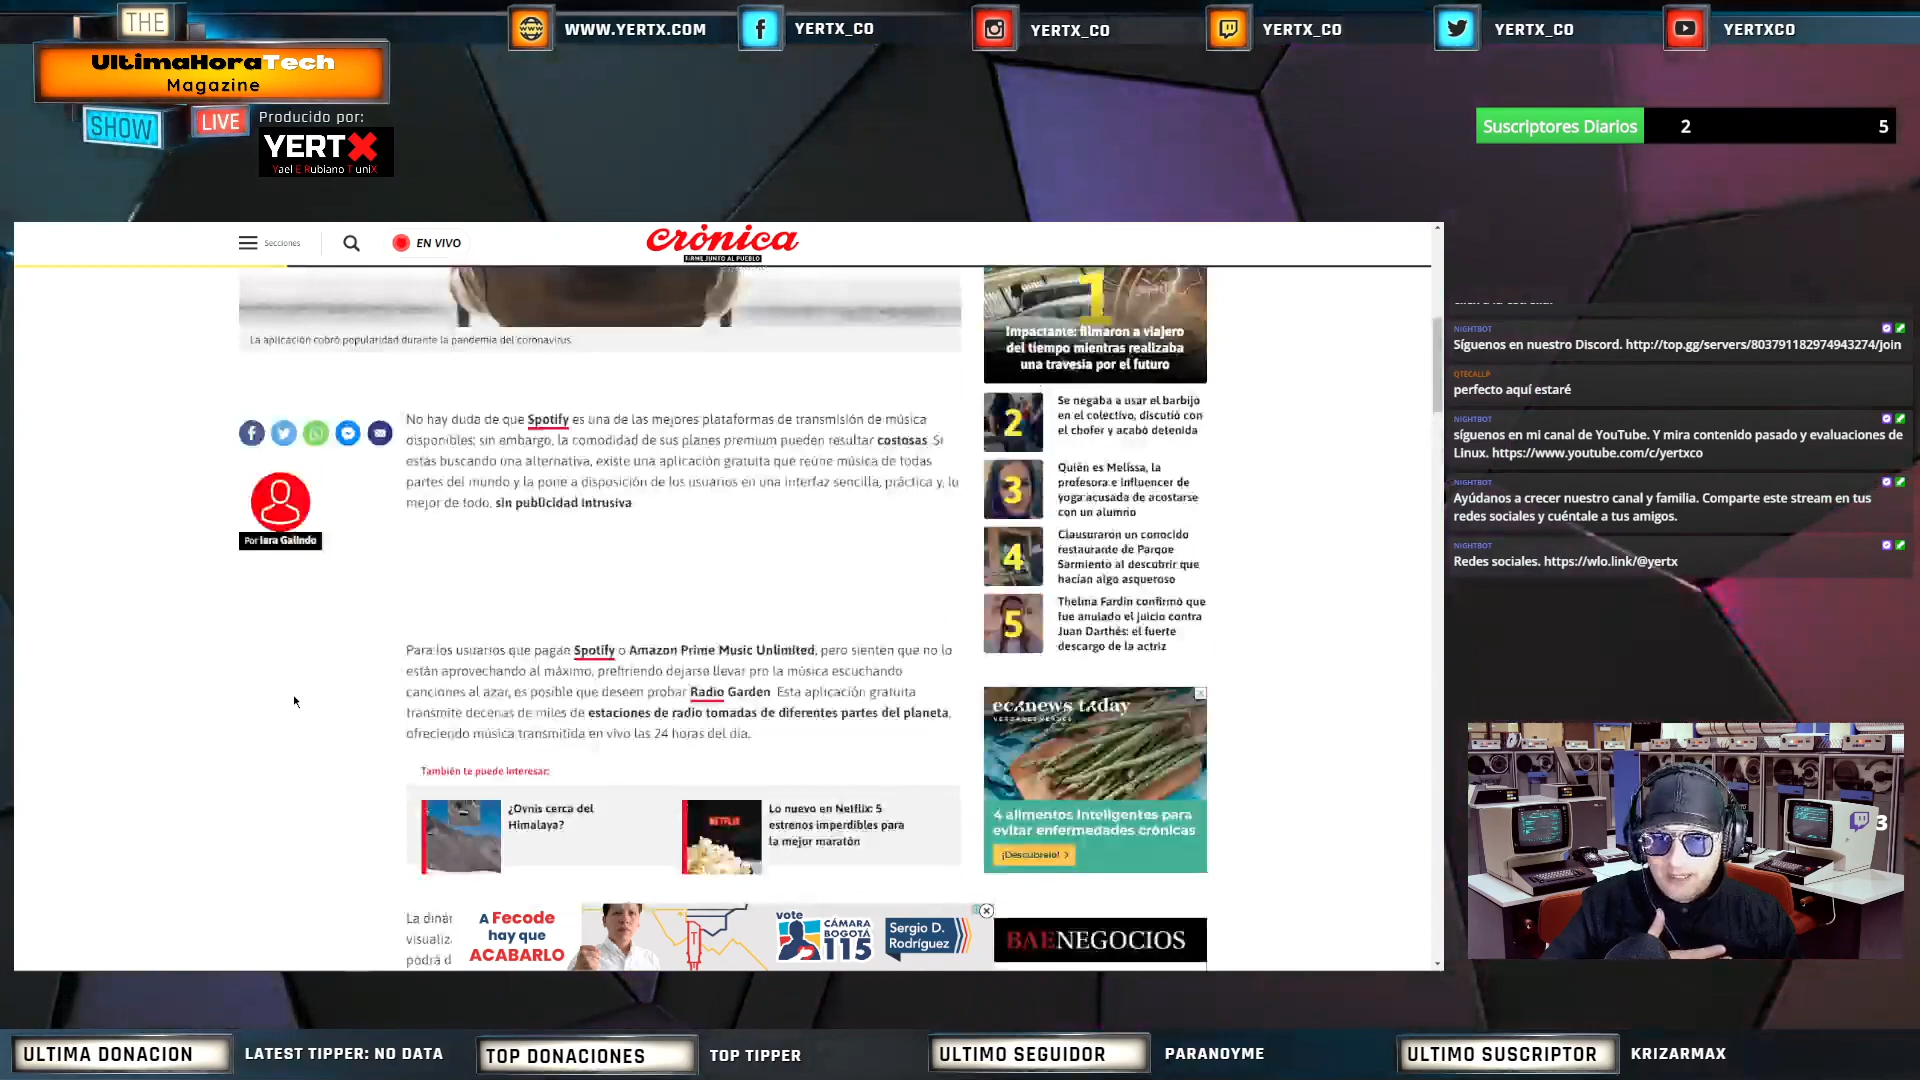 THE
UltimaHoraTech
Magazine
SHOW
LIVE
Producido por:
YERTX
Yael E Rubiano T uniX
WWW.YERTX.COM
YERTX_CO
YERTX_CO
YERTX_CO
YERTX_CO
YERTXCO
Suscriptores Diarios
2
5
Secciones
EN VIVO
crónica
FIRME JUNTO AL PUEBLO
La aplicación cobró popularidad durante la pandemia del coronavirus.
Por Iara Galindo
No hay duda de que Spotify es una de las mejores plataformas de transmisión de música
disponibles; sin embargo, la comodidad de sus planes premium pueden resultar costosas. Si
estás buscando una alternativa, existe una aplicación gratuita que reúne música de todas
partes del mundo y la pone a disposición de los usuarios en una interfaz sencilla, práctica y, lo
mejor de todo, sin publicidad intrusiva.
Para los usuarios que pagan Spotify o Amazon Prime Music Unlimited, pero sienten que no lo
están aprovechando al máximo, prefiriendo dejarse llevar pro la música escuchando
canciones al azar, es posible que deseen probar Radio Garden. Esta aplicación gratuita
transmite decenas de miles de estaciones de radio tomadas de diferentes partes del planeta,
ofreciendo música transmitida en vivo las 24 horas del día.
También te puede interesar:
¿Ovnis cerca del
Himalaya?
NETFLIX
Lo nuevo en Netflix: 5
estrenos imperdibles para
la mejor maratón
La dinár
visualiz
podrá d
A Fecode
hay que
ACABARLO
vote
CÁMARA
BOGOTÁ
115
Sergio D.
Rodríguez
1
Impactante: filmaron a viajero
del tiempo mientras realizaba
una travesía por el futuro
2
Se negaba a usar el barbijo
en el colectivo, discutió con
el chofer y acabó detenida
3
Quién es Melissa, la
profesora e influencer de
yoga acusada de acostarse
con un alumno
4
Clausuraron un conocido
restaurante de Parque
Sarmiento al descubrir que
hacían algo asqueroso
5
Thelma Fardin confirmó que
fue anulado el juicio contra
Juan Darthés: el fuerte
descargo de la actriz
econews today
4 alimentos inteligentes para
evitar enfermedades crónicas
¡Descúbrelo! >
BAENEGOCIOS
NIGHTBOT
Síguenos en nuestro Discord. http://top.gg/servers/803791182974943274/join
QTECALLP
perfecto aquí estaré
NIGHTBOT
síguenos en mi canal de YouTube. Y mira contenido pasado y evaluaciones de
Linux. https://www.youtube.com/c/yertxco
NIGHTBOT
Ayúdanos a crecer nuestro canal y familia. Comparte este stream en tus
redes sociales y cuéntale a tus amigos.
NIGHTBOT
Redes sociales. https://wlo.link/@yertx
3
ULTIMA DONACION
LATEST TIPPER: NO DATA
TOP DONACIONES
TOP TIPPER
ULTIMO SEGUIDOR
PARANOYME
ULTIMO SUSCRIPTOR
KRIZARMAX